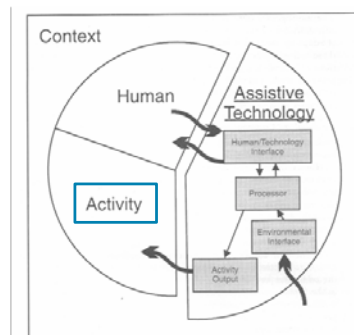 Context
Human
Assistive
Technology
Human/Technology
Interface
Processor
Environmental
Interface
Activity
Activity
Output